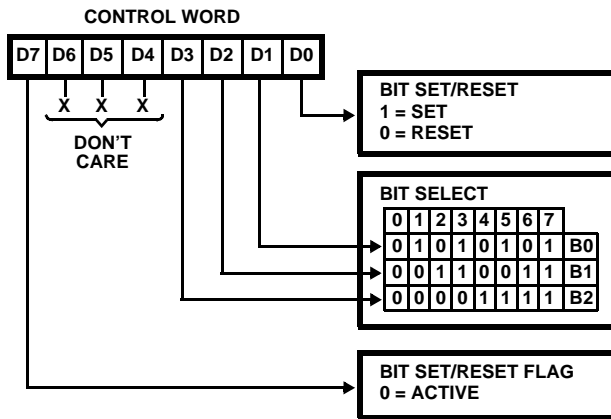 CONTROL WORD
D7 D6 D5 D4 D3 D2 D1 D0
X X X
DON'T
CARE
BIT SET/RESET
1 = SET
0 = RESET
BIT SELECT
0 1 2 3 4 5 6 7
0 1 0 1 0 1 0 1 B0
0 0 1 1 0 0 1 1 B1
0 0 0 0 1 1 1 1 B2
BIT SET/RESET FLAG
0 = ACTIVE